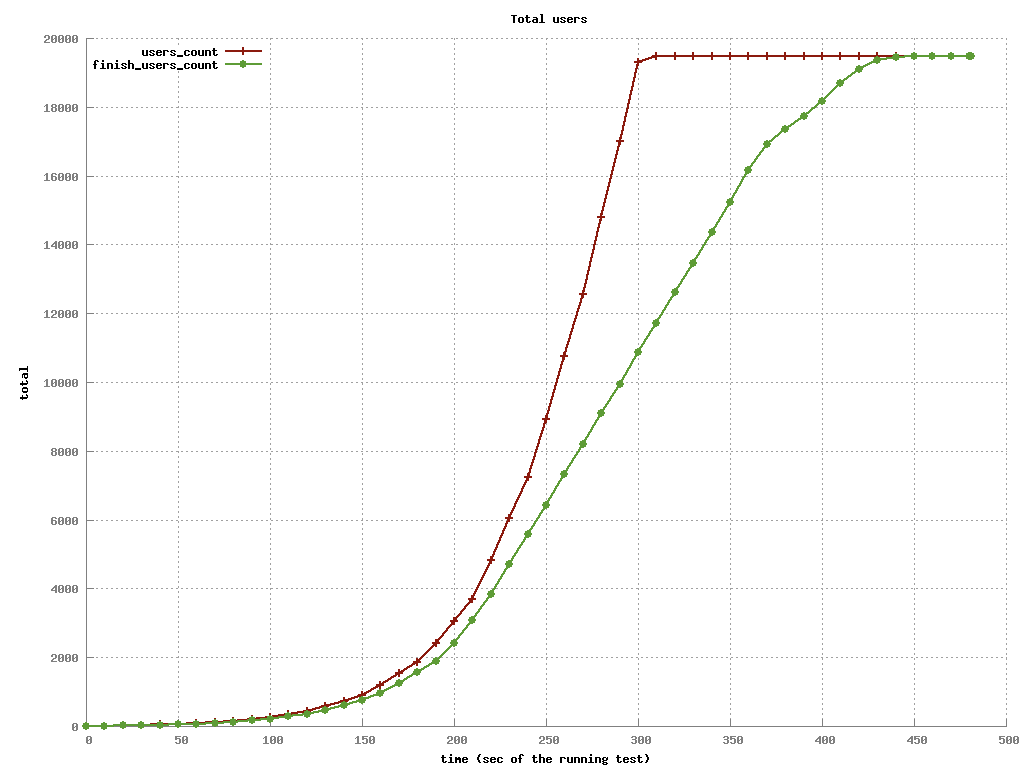 Total users
users_count
finish_users_count
20000
18000
16000
14000
12000
10000
8000
6000
4000
2000
0
total
0 50 100 150 200 250 300 350 400 450 500
time (sec of the running test)